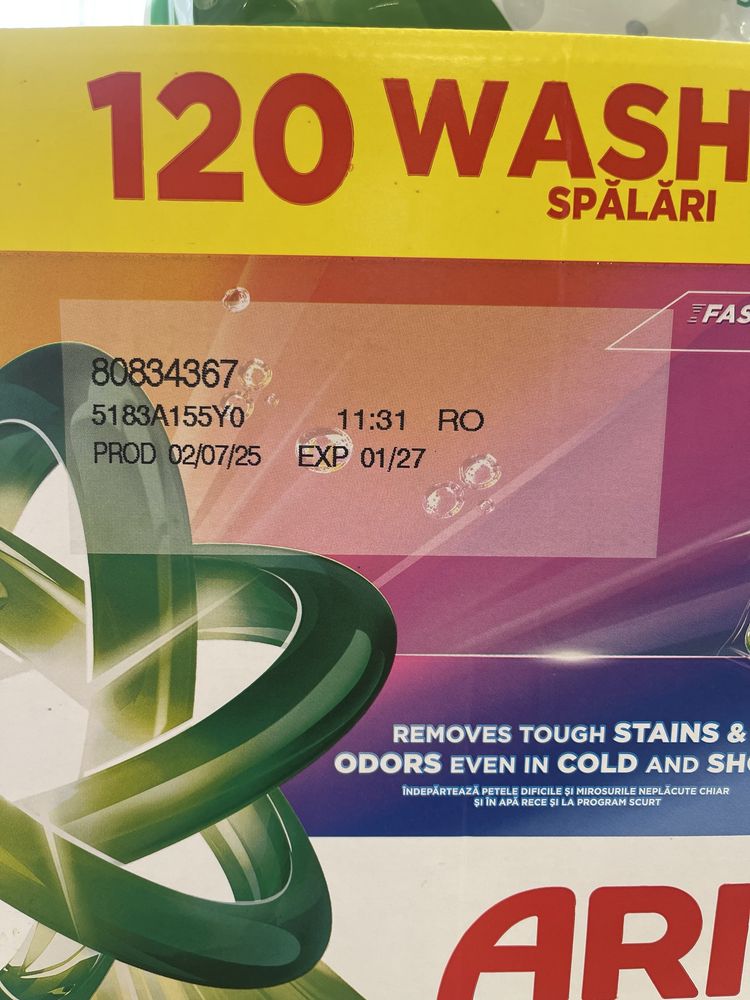 120 WASH
SPĂLĂRI
FAS
80834367
5183A155Y0 11:31 RO
PROD 02/07/25 EXP 01/27
REMOVES TOUGH STAINS &
ODORS EVEN IN COLD AND SHO
ÎNDEPĂRTEAZĂ PETELE DIFICILE ȘI MIROSURILE NEPLĂCUTE CHIAR
ȘI ÎN APĂ RECE ȘI LA PROGRAM SCURT
ARI